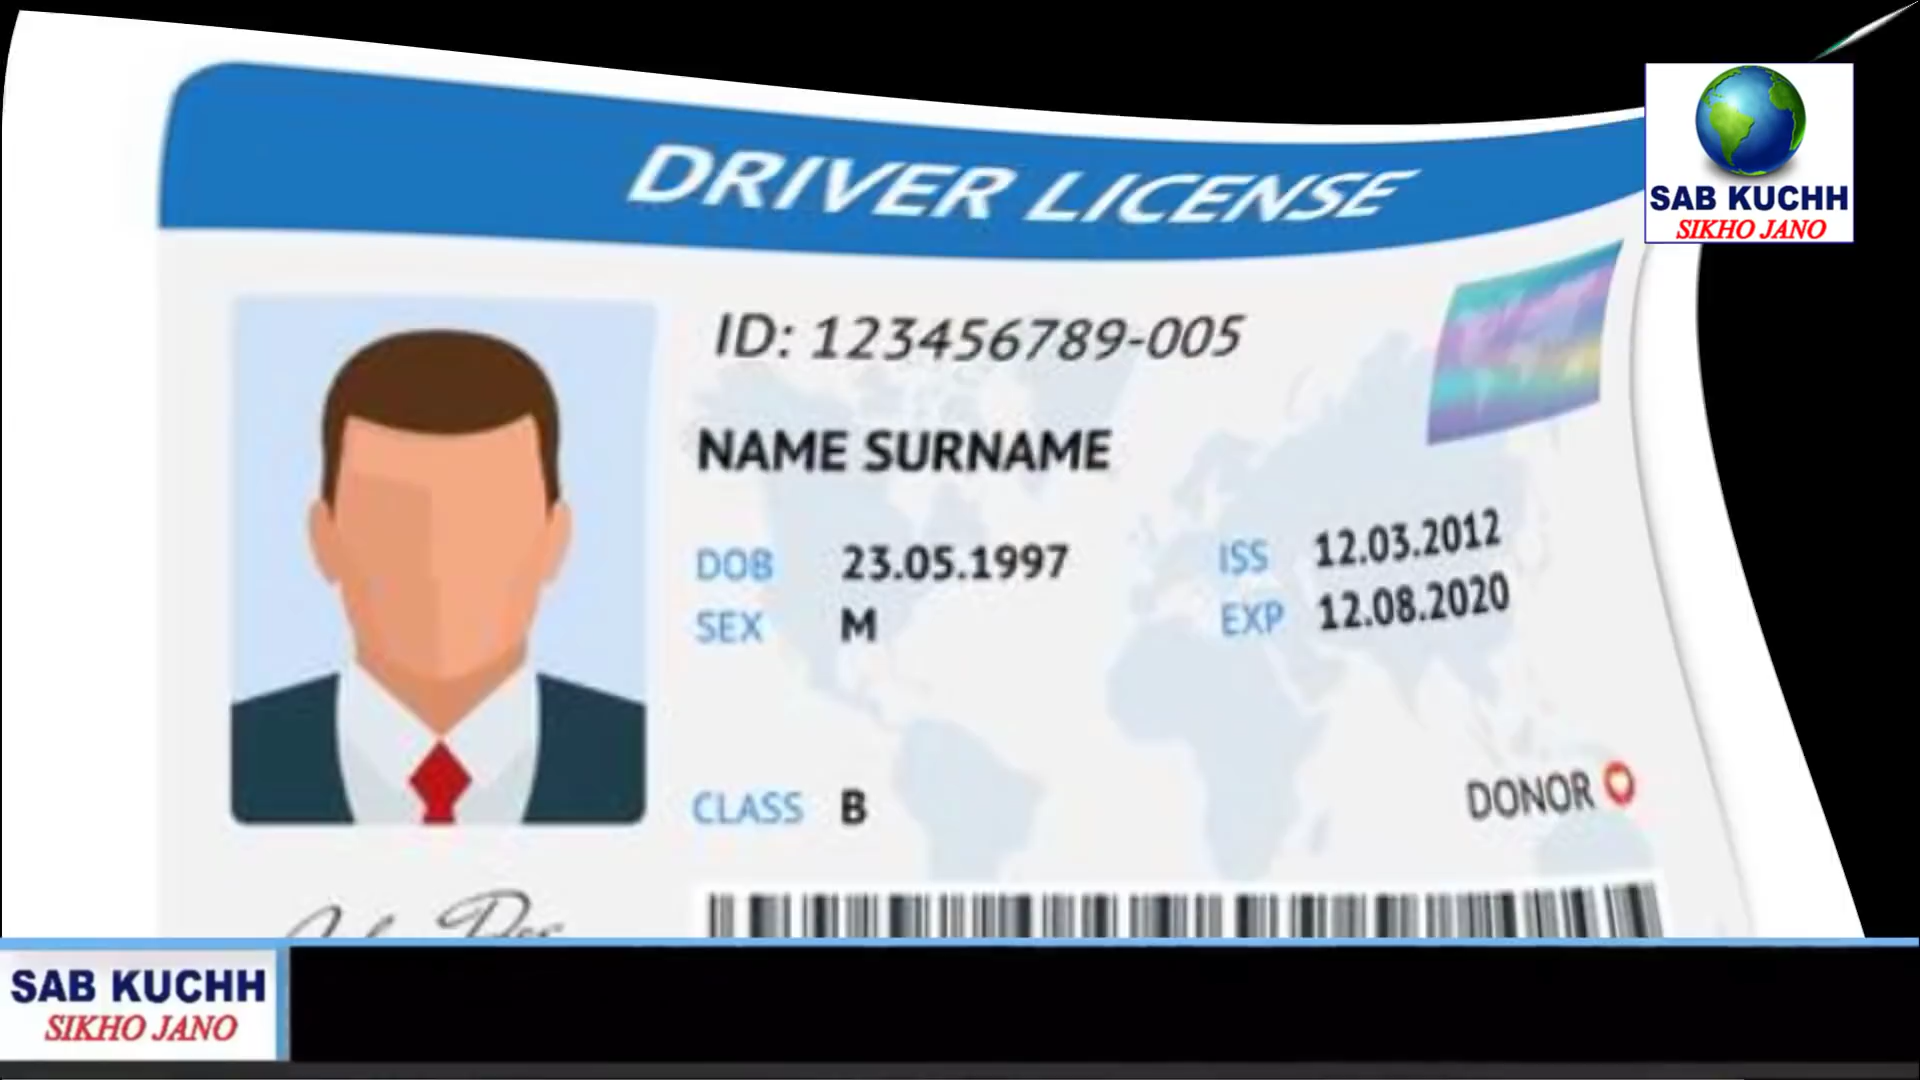 DRIVER LICENSE
SAB KUCHH
SIKHO JANO
ID: 123456789-005
NAME SURNAME
DOB 23.05.1997 ISS 12.03.2012
SEX M EXP 12.08.2020
CLASS B DONOR
SAB KUCHH
SIKHO JANO